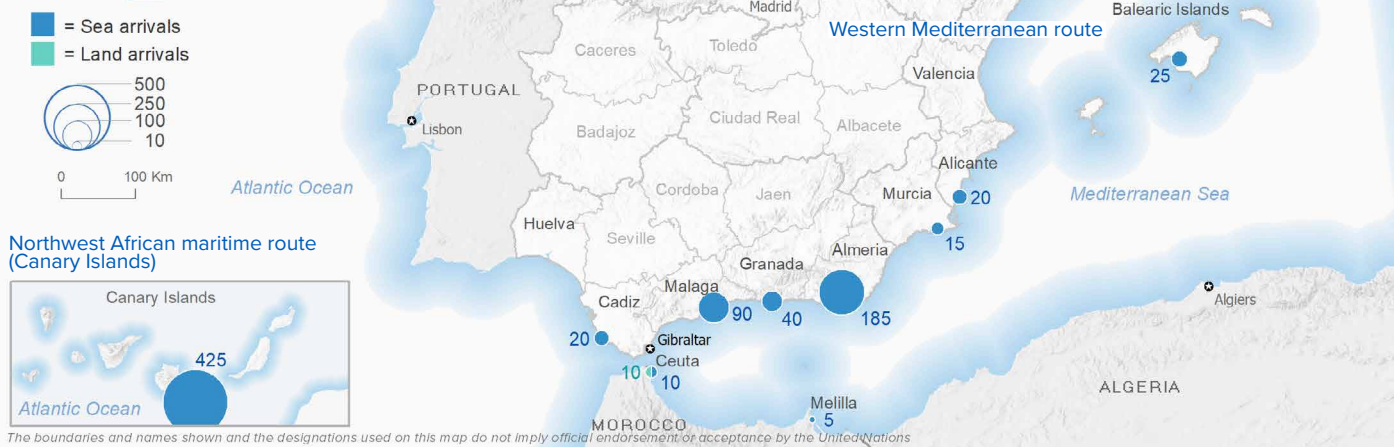 Madrid
Balearic Islands
= Sea arrivals
Western Mediterranean route
= Land arrivals
Caceres
Toledo
Valencia
25
500
250
100
10
PORTUGAL
Lisbon
Badajoz
Ciudad Real
Albacete
0
100 Km
Alicante
Atlantic Ocean
Cordoba
Jaen
Murcia
20
Mediterranean Sea
Huelva
Seville
15
Northwest African maritime route
(Canary Islands)
Almeria
Granada
Malaga
Canary Islands
Cadiz
90
40
185
Algiers
20
Gibraltar
425
Ceuta
10
10
ALGERIA
Atlantic Ocean
Melilla
5
MOROCCO
The boundaries and names shown and the designations used on this map do not imply official endorsement or acceptance by the United Nations